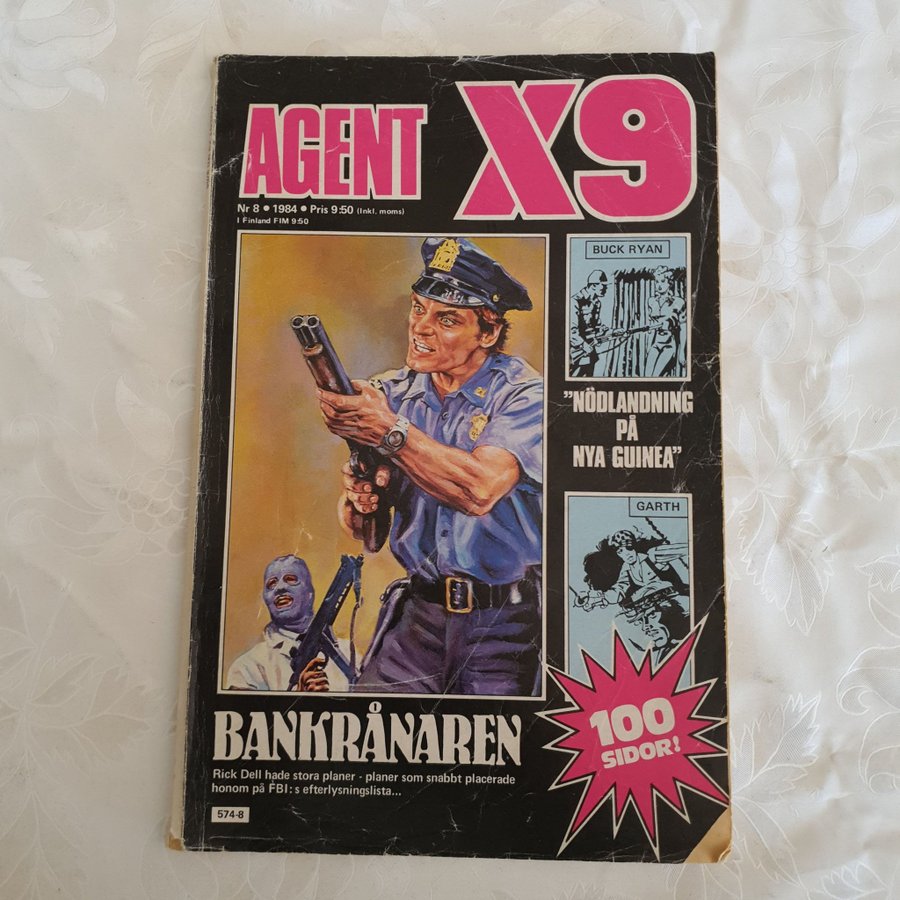 AGENT X9
Nr 8 • 1984 • Pris 9:50 (Inkl. moms)
I Finland FIM 9:50
BUCK RYAN
"NÖDLANDNING
PÅ
NYA GUINEA"
GARTH
100
SIDOR!
BANKRÅNAREN
Rick Dell hade stora planer - planer som snabbt placerade
honom på FBI:s efterlysningslista...
574-8